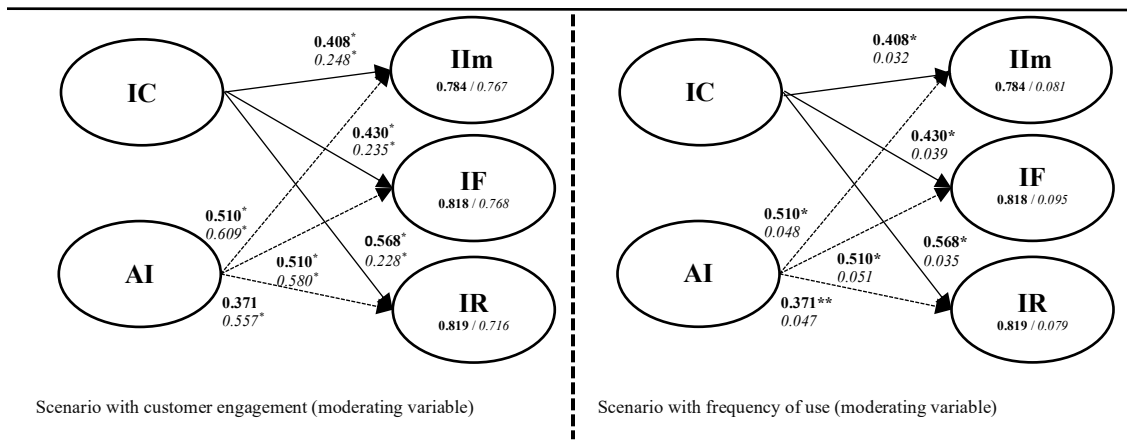 0.408*
0.248*
IIm
0.784 / 0.767
IC
0.430*
0.235*
IF
0.818 / 0.768
0.510*
0.609*
0.568*
0.228*
AI
0.510*
0.580*
0.371
0.557*
IR
0.819 / 0.716
Scenario with customer engagement (moderating variable)
0.408*
0.032
IIm
0.784 / 0.081
IC
0.430*
0.039
IF
0.818 / 0.095
0.510*
0.048
0.568*
0.035
AI
0.510*
0.051
0.371**
0.047
IR
0.819 / 0.079
Scenario with frequency of use (moderating variable)